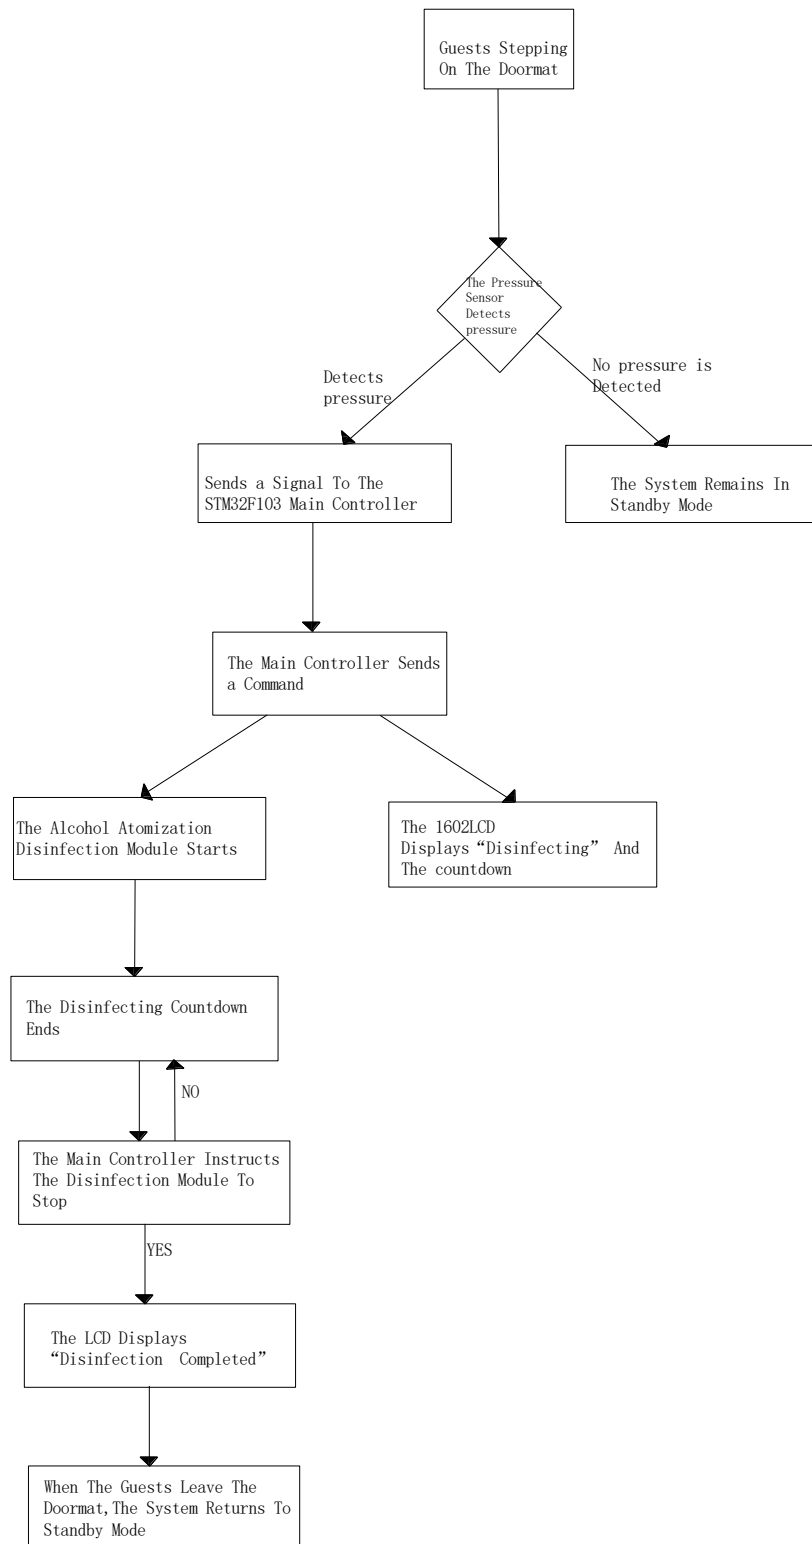 Guests Stepping
On The Doormat
The Pressure
Sensor
Detects
pressure
Detects
pressure
No pressure is
Detected
Sends a Signal To The
STM32F103 Main Controller
The System Remains In
Standby Mode
The Main Controller Sends
a Command
The Alcohol Atomization
Disinfection Module Starts
The 1602LCD
Displays“Disinfecting” And
The countdown
The Disinfecting Countdown
Ends
NO
The Main Controller Instructs
The Disinfection Module To
Stop
YES
The LCD Displays
“Disinfection Completed”
When The Guests Leave The
Doormat,The System Returns To
Standby Mode